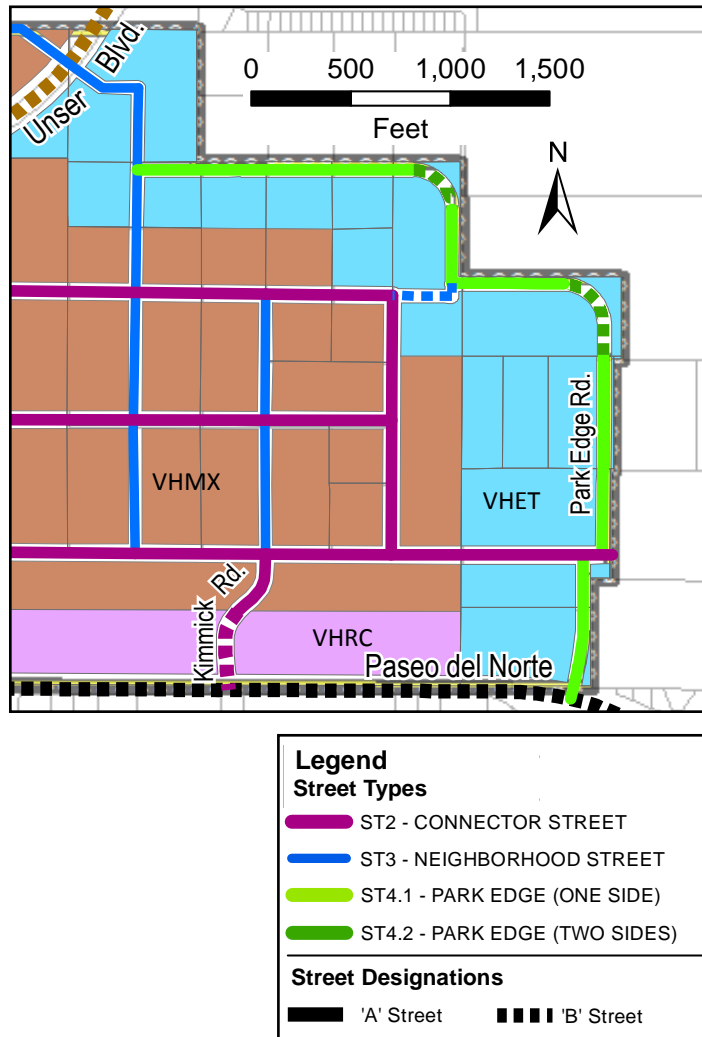 Unser Blvd.
0 500 1,000 1,500
Feet
N
Park Edge Rd.
VHMX
VHET
Kimmick Rd.
VHRC
Paseo del Norte
Legend
Street Types
ST2 - CONNECTOR STREET
ST3 - NEIGHBORHOOD STREET
ST4.1 - PARK EDGE (ONE SIDE)
ST4.2 - PARK EDGE (TWO SIDES)
Street Designations
'A' Street 'B' Street